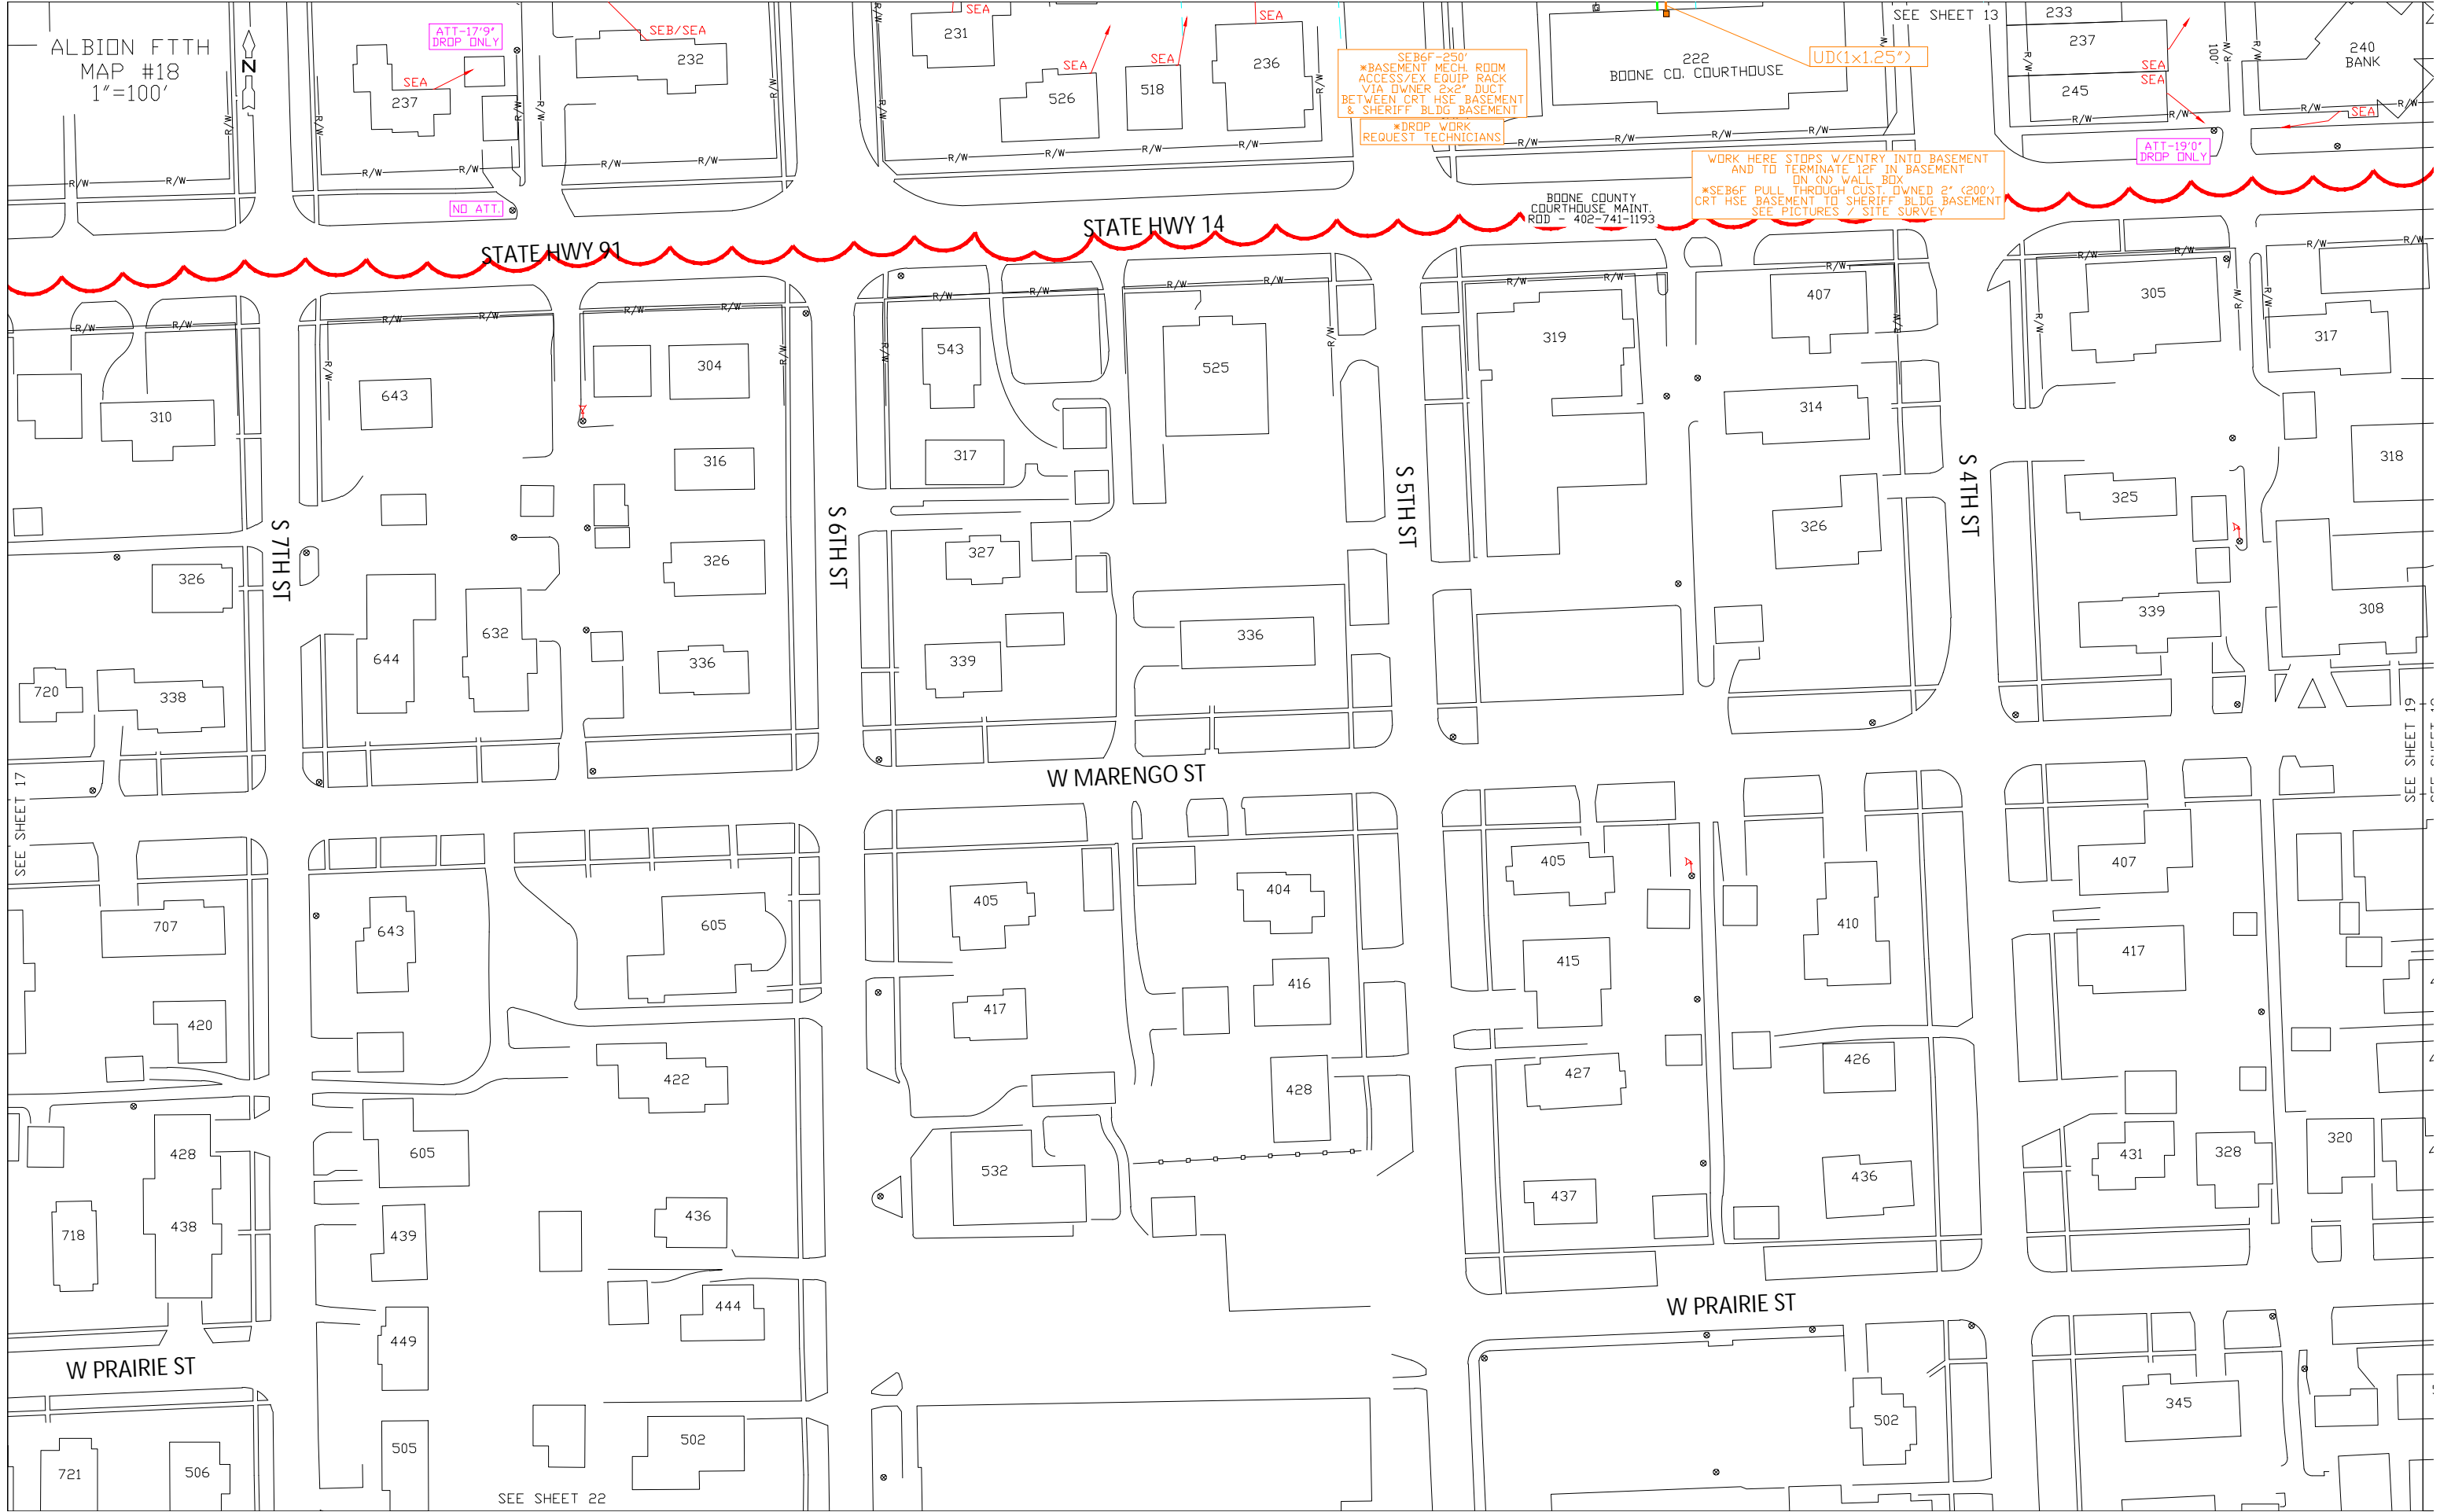 ALBION FTTH
MAP #18
1"=100'
N
ATT-17'9"
DROP ONLY
SEB/SEA
232
SEA
237
NO ATT.
SEA
231
SEA
526
SEA
518
SEA
236
SEB6F-250'
*BASEMENT MECH. ROOM
ACCESS/EX EQUIP RACK
VIA OWNER 2x2" DUCT
BETWEEN CRT HSE BASEMENT
& SHERIFF BLDG BASEMENT
*DROP WORK
REQUEST TECHNICIANS
222
BOONE CO. COURTHOUSE
UD(1x1.25")
SEE SHEET 13
233
237
SEA
SEA
245
100'
240
BANK
SEA
ATT-19'0"
DROP ONLY
R/W
R/W
R/W
R/W
R/W
R/W
R/W
R/W
R/W
R/W
R/W
R/W
WORK HERE STOPS W/ENTRY INTO BASEMENT
AND TO TERMINATE 12F IN BASEMENT
ON (N) WALL BOX
*SEB6F PULL THROUGH CUST. OWNED 2" (200')
CRT HSE BASEMENT TO SHERIFF BLDG BASEMENT
SEE PICTURES / SITE SURVEY
BOONE COUNTY
COURTHOUSE MAINT.
ROD - 402-741-1193
STATE HWY 91
STATE HWY 14
R/W
R/W
R/W
R/W
R/W
R/W
R/W
R/W
R/W
R/W
R/W
R/W
R/W
310
643
304
543
525
319
407
305
317
316
317
314
318
325
326
326
327
326
339
308
S 7TH ST
S 6TH ST
S 5TH ST
S 4TH ST
644
632
336
339
336
720
338
SEE SHEET 17
SEE SHEET 19
W MARENGO ST
707
643
605
405
404
405
410
407
417
420
417
416
415
422
428
427
426
428
605
532
437
436
431
328
320
718
438
439
436
449
444
W PRAIRIE ST
W PRAIRIE ST
721
506
505
502
502
345
SEE SHEET 22